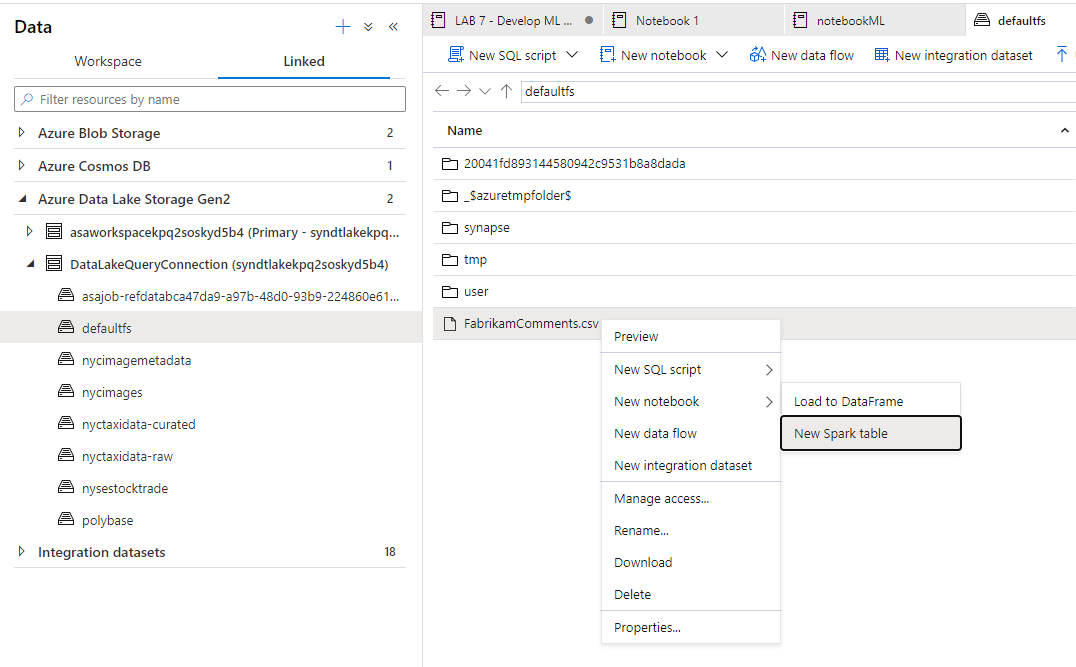 Data
Workspace
Linked
Filter resources by name
Azure Blob Storage 2
Azure Cosmos DB 1
Azure Data Lake Storage Gen2 2
asaworkspacekpq2soskyd5b4 (Primary - syndtlakekpq...
DataLakeQueryConnection (syndtlakekpq2soskyd5b4)
asajob-refdatabca47da9-a97b-48d0-93b9-224860e61...
defaultfs
nycimagemetadata
nycimages
nyctaxidata-curated
nyctaxidata-raw
nysestocktrade
polybase
Integration datasets 18
LAB 7 - Develop ML ...
Notebook 1
notebookML
defaultfs
New SQL script
New notebook
New data flow
New integration dataset
defaultfs
Name
20041fd893144580942c9531b8a8dada
_$azuretmpfolder$
synapse
tmp
user
FabrikamComments.csv
Preview
New SQL script
New notebook
New data flow
New integration dataset
Manage access...
Rename...
Download
Delete
Properties...
Load to DataFrame
New Spark table